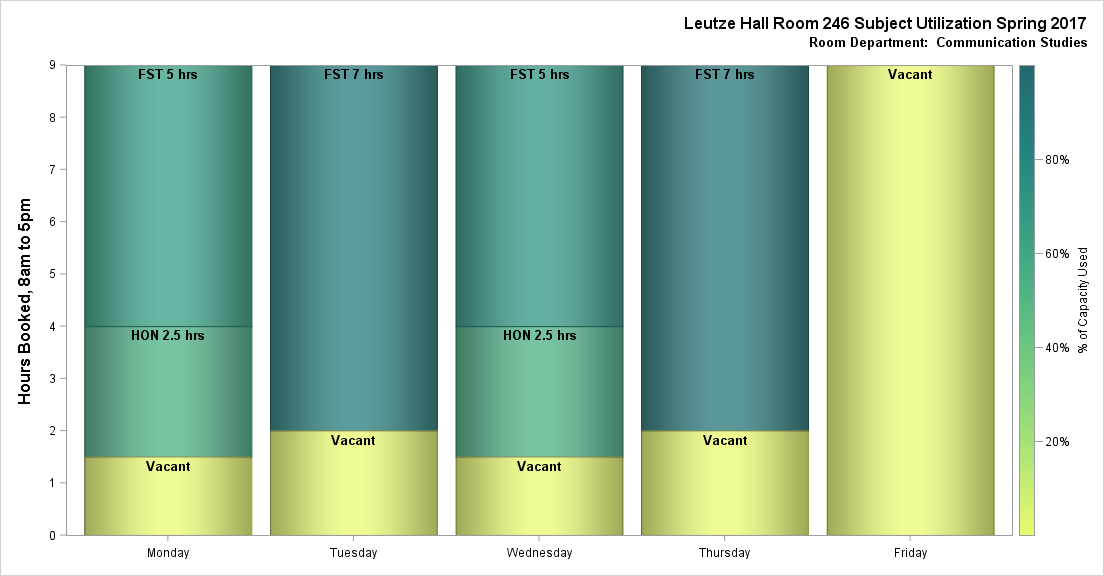 Leutze Hall Room 246 Subject Utilization Spring 2017
Room Department: Communication Studies
Hours Booked, 8am to 5pm
9
8
7
6
5
4
3
2
1
0
FST 5 hrs
HON 2.5 hrs
Vacant
FST 7 hrs
Vacant
FST 5 hrs
HON 2.5 hrs
Vacant
FST 7 hrs
Vacant
Vacant
Monday
Tuesday
Wednesday
Thursday
Friday
80%
60%
40%
20%
% of Capacity Used